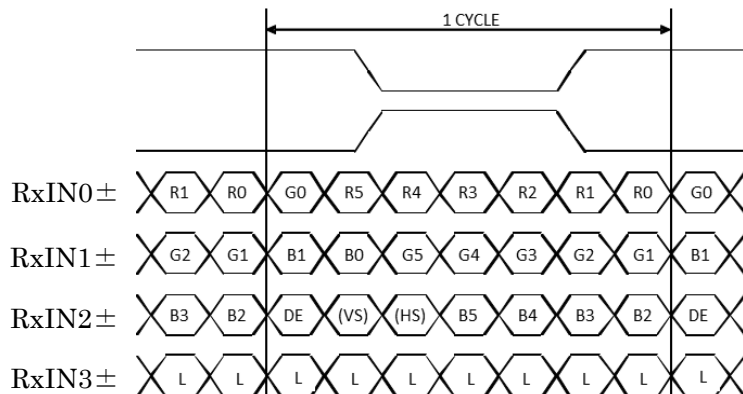 1 CYCLE
RxIN0± R1 R0 G0 R5 R4 R3 R2 R1 R0 G0
RxIN1± G2 G1 B1 B0 G5 G4 G3 G2 G1 B1
RxIN2± B3 B2 DE (VS) (HS) B5 B4 B3 B2 DE
RxIN3± L L L L L L L L L L